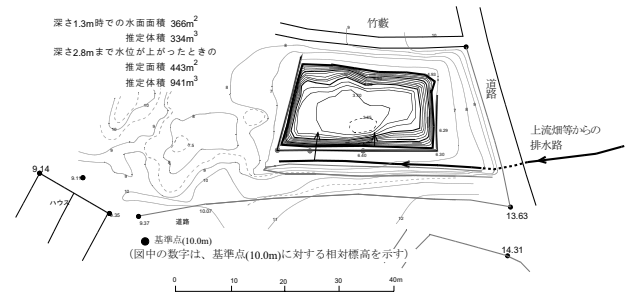 深さ1.3m時での水面面積 366m²
推定体積 334m³
深さ2.8mまで水位が上がったときの
推定面積 443m²
推定体積 941m³
竹藪
道路
上流畑等からの
排水路
9.14
ハウス
9.35
9.37
道路
10.07
13.63
14.31
基準点(10.0m)
(図中の数字は、基準点(10.0m)に対する相対標高を示す)
0 10 20 30 40m